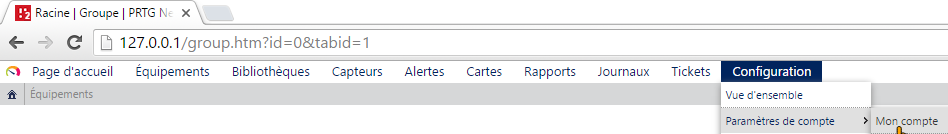 Racine | Groupe | PRTG Ne
127.0.0.1/group.htm?id=0&tabid=1
Page d'accueil Équipements Bibliothèques Capteurs Alertes Cartes Rapports Journaux Tickets Configuration
Équipements
Vue d'ensemble
Paramètres de compte
Mon compte